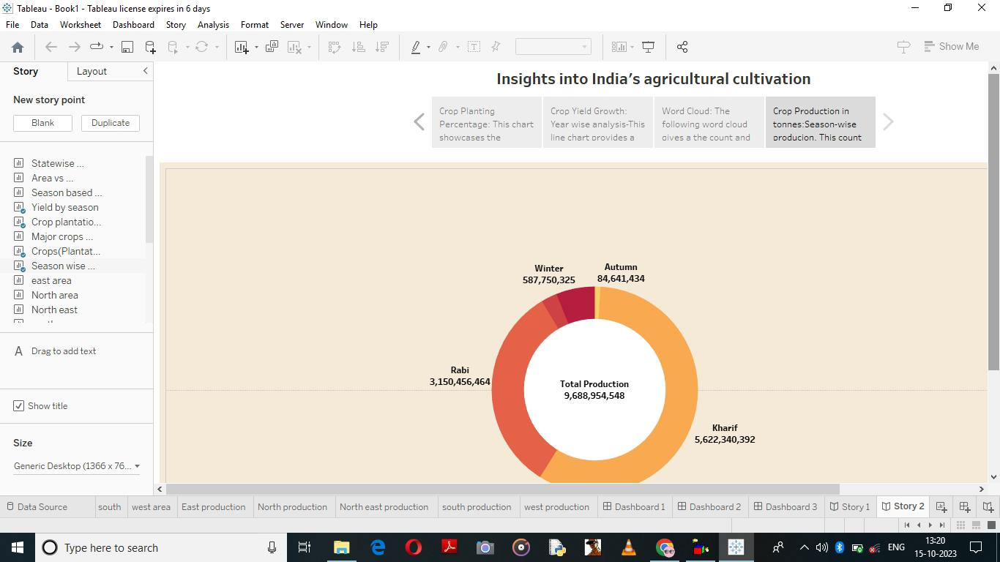 Tableau - Book1 - Tableau license expires in 6 days
File Data Worksheet Dashboard Story Analysis Format Server Window Help
Show Me
Story Layout
New story point
Blank Duplicate
Statewise ...
Area vs ...
Season based ...
Yield by season
Crop plantatio...
Major crops ...
Crops(Plantat...
Season wise ...
east area
North area
North east
A Drag to add text
Show title
Size
Generic Desktop (1366 x 76...
Insights into India’s agricultural cultivation
Crop Planting
Percentage: This chart
showcases the
Crop Yield Growth:
Year wise analysis-This
line chart provides a
Word Cloud: The
following word cloud
gives a the count and
Crop Production in
tonnes:Season-wise
producion. This count
Winter
587,750,325
Autumn
84,641,434
Rabi
3,150,456,464
Total Production
9,688,954,548
Kharif
5,622,340,392
Data Source south west area East production North production North east production south production west production Dashboard 1 Dashboard 2 Dashboard 3 Story 1 Story 2
Type here to search
ENG
13:20
15-10-2023